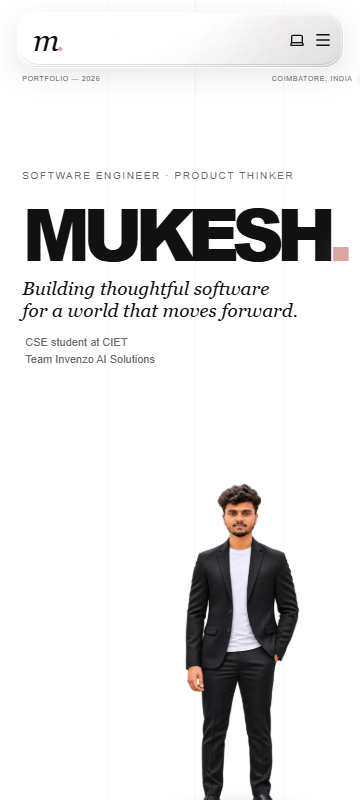 m.
PORTFOLIO — 2026
COIMBATORE, INDIA
SOFTWARE ENGINEER · PRODUCT THINKER
MUKESH.
Building thoughtful software
for a world that moves forward.
CSE student at CIET
Team Invenzo AI Solutions